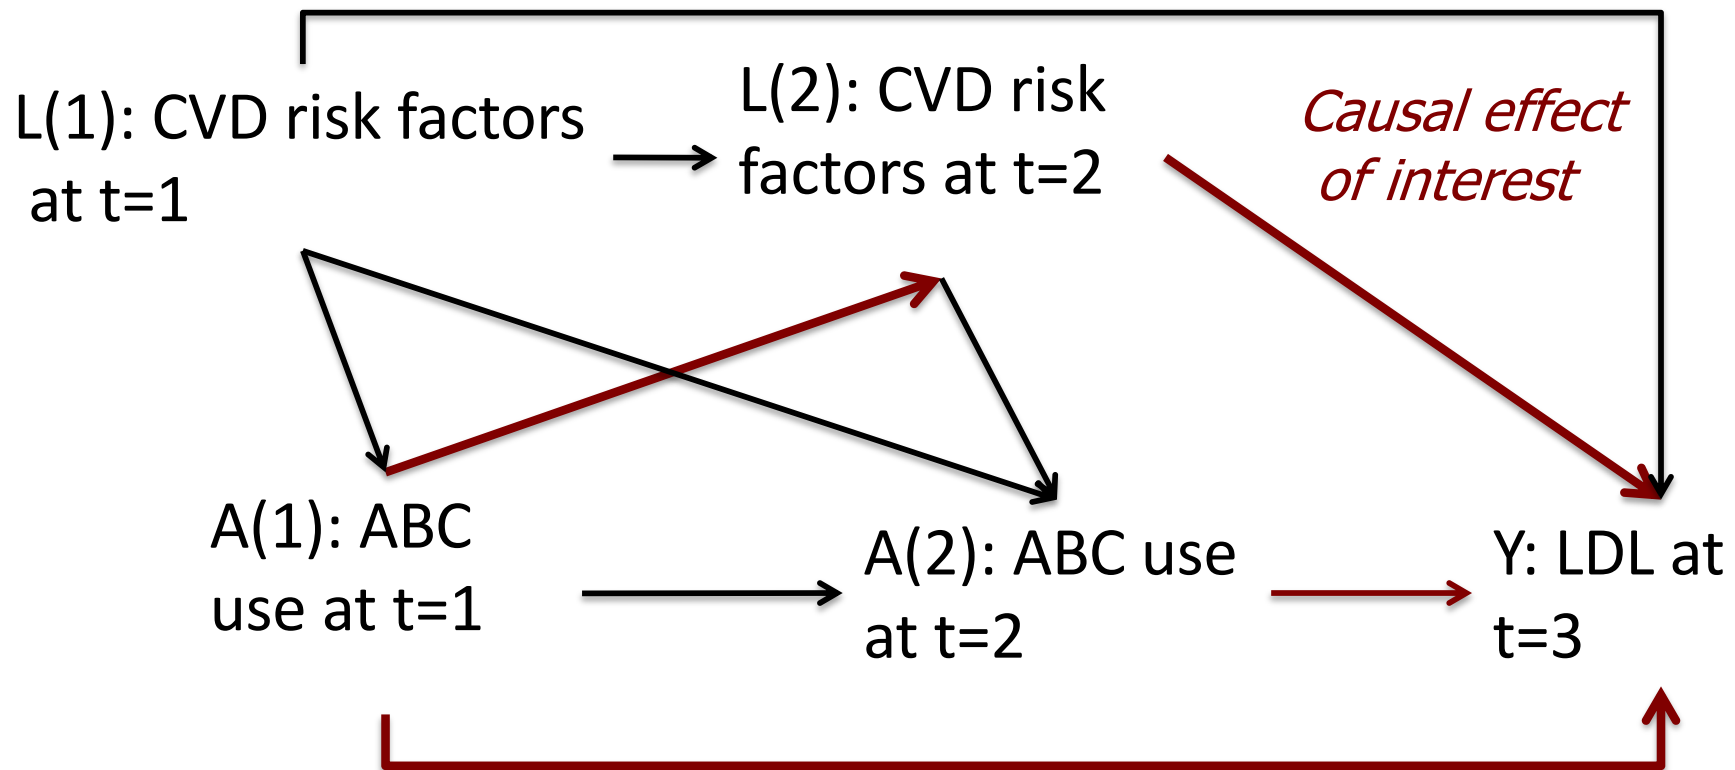 L(1): CVD risk factors
at t=1
L(2): CVD risk
factors at t=2
Causal effect
of interest
A(1): ABC
use at t=1
A(2): ABC use
at t=2
Y: LDL at
t=3